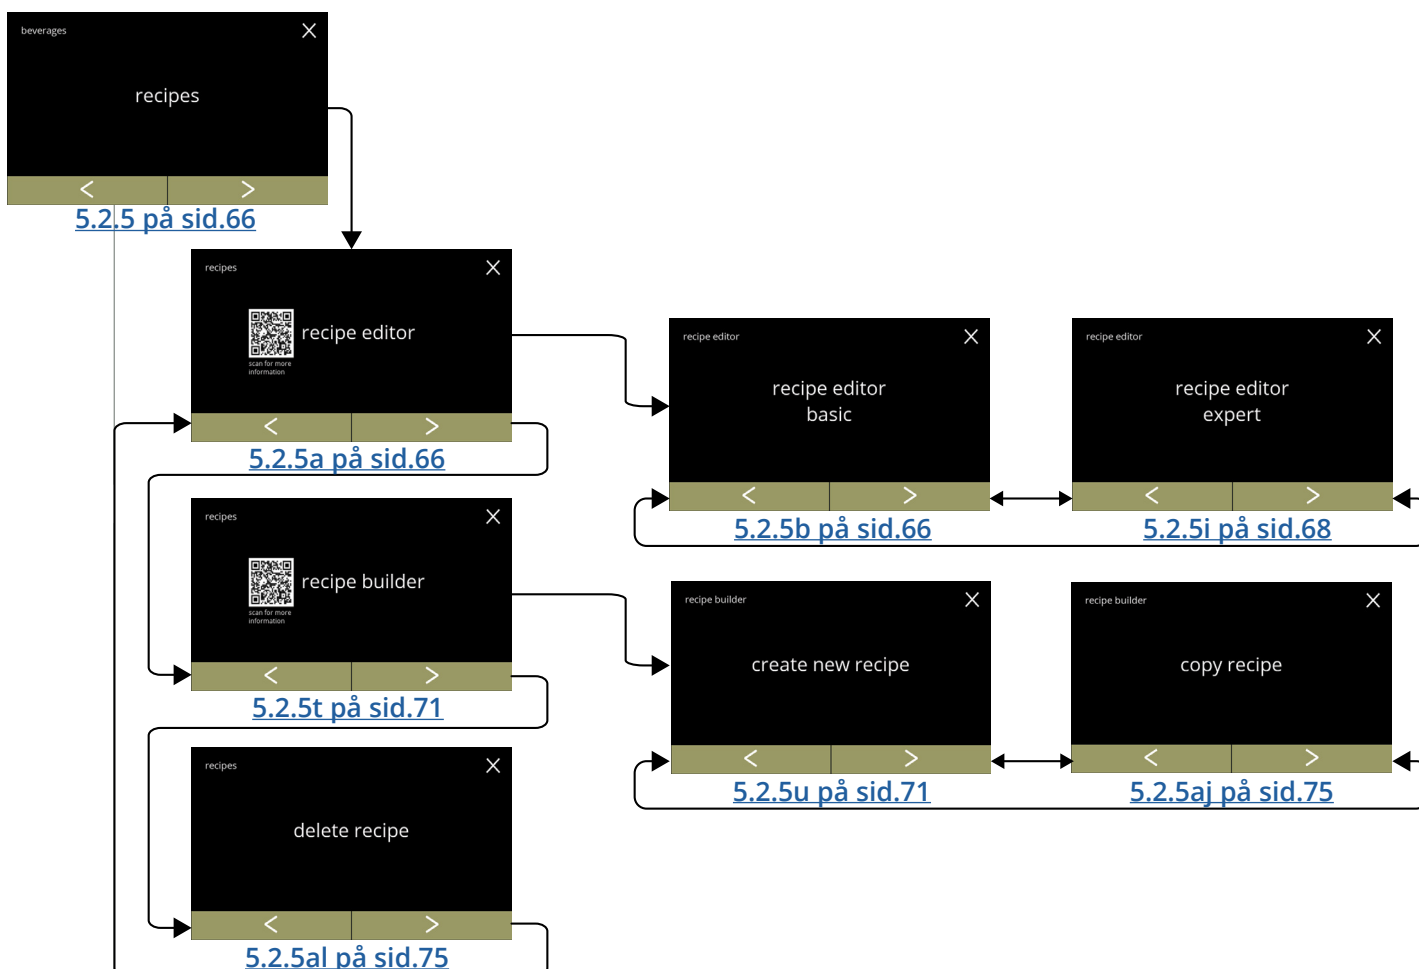 beverages
recipes
5.2.5 på sid.66
recipes
recipe editor
scan for more
information
5.2.5a på sid.66
recipe editor
recipe editor
basic
5.2.5b på sid.66
recipe editor
recipe editor
expert
5.2.5i på sid.68
recipes
recipe builder
scan for more
information
5.2.5t på sid.71
recipe builder
create new recipe
5.2.5u på sid.71
recipe builder
copy recipe
5.2.5aj på sid.75
recipes
delete recipe
5.2.5al på sid.75